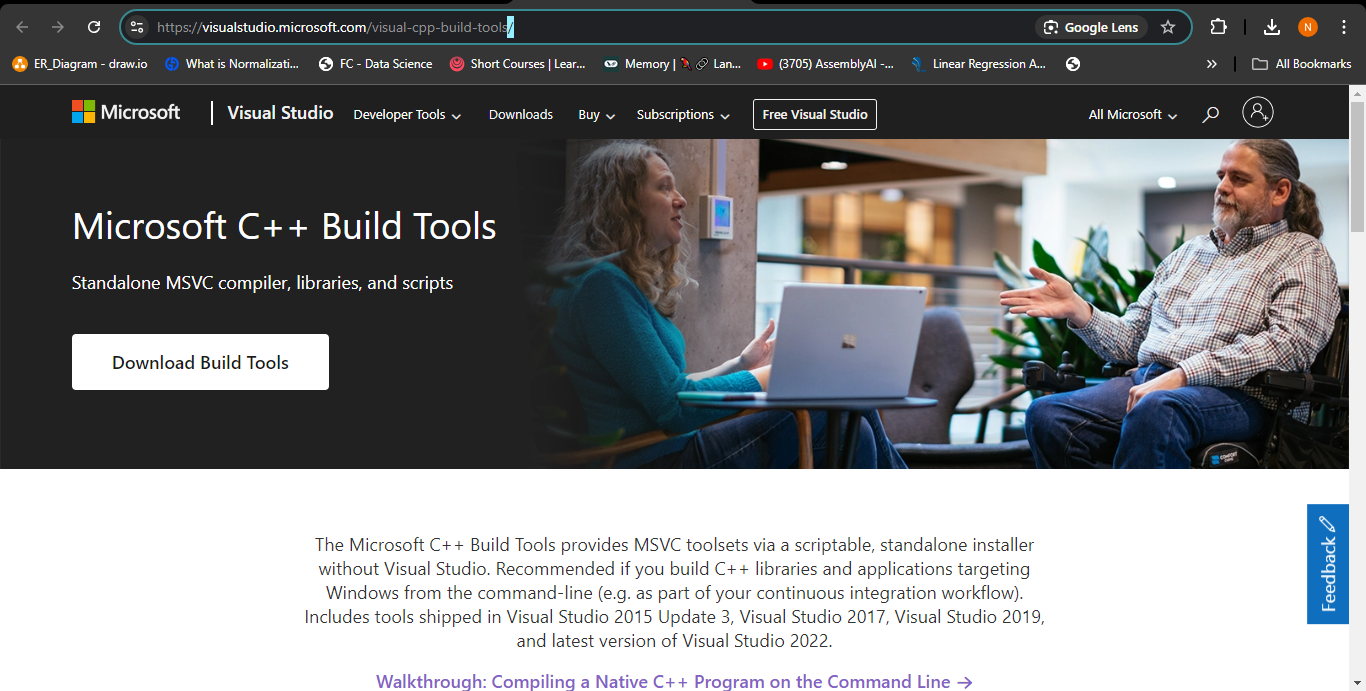 https://visualstudio.microsoft.com/visual-cpp-build-tools/
Google Lens
N
ER_Diagram - draw.io
What is Normalizati...
FC - Data Science
Short Courses | Lear...
Memory | Lan...
(3705) AssemblyAI -...
Linear Regression A...
»
All Bookmarks
Microsoft
Visual Studio
Developer Tools
Downloads
Buy
Subscriptions
Free Visual Studio
All Microsoft
Microsoft C++ Build Tools
Standalone MSVC compiler, libraries, and scripts
Download Build Tools
The Microsoft C++ Build Tools provides MSVC toolsets via a scriptable, standalone installer
without Visual Studio. Recommended if you build C++ libraries and applications targeting
Windows from the command-line (e.g. as part of your continuous integration workflow).
Includes tools shipped in Visual Studio 2015 Update 3, Visual Studio 2017, Visual Studio 2019,
and latest version of Visual Studio 2022.
Walkthrough: Compiling a Native C++ Program on the Command Line →
Feedback